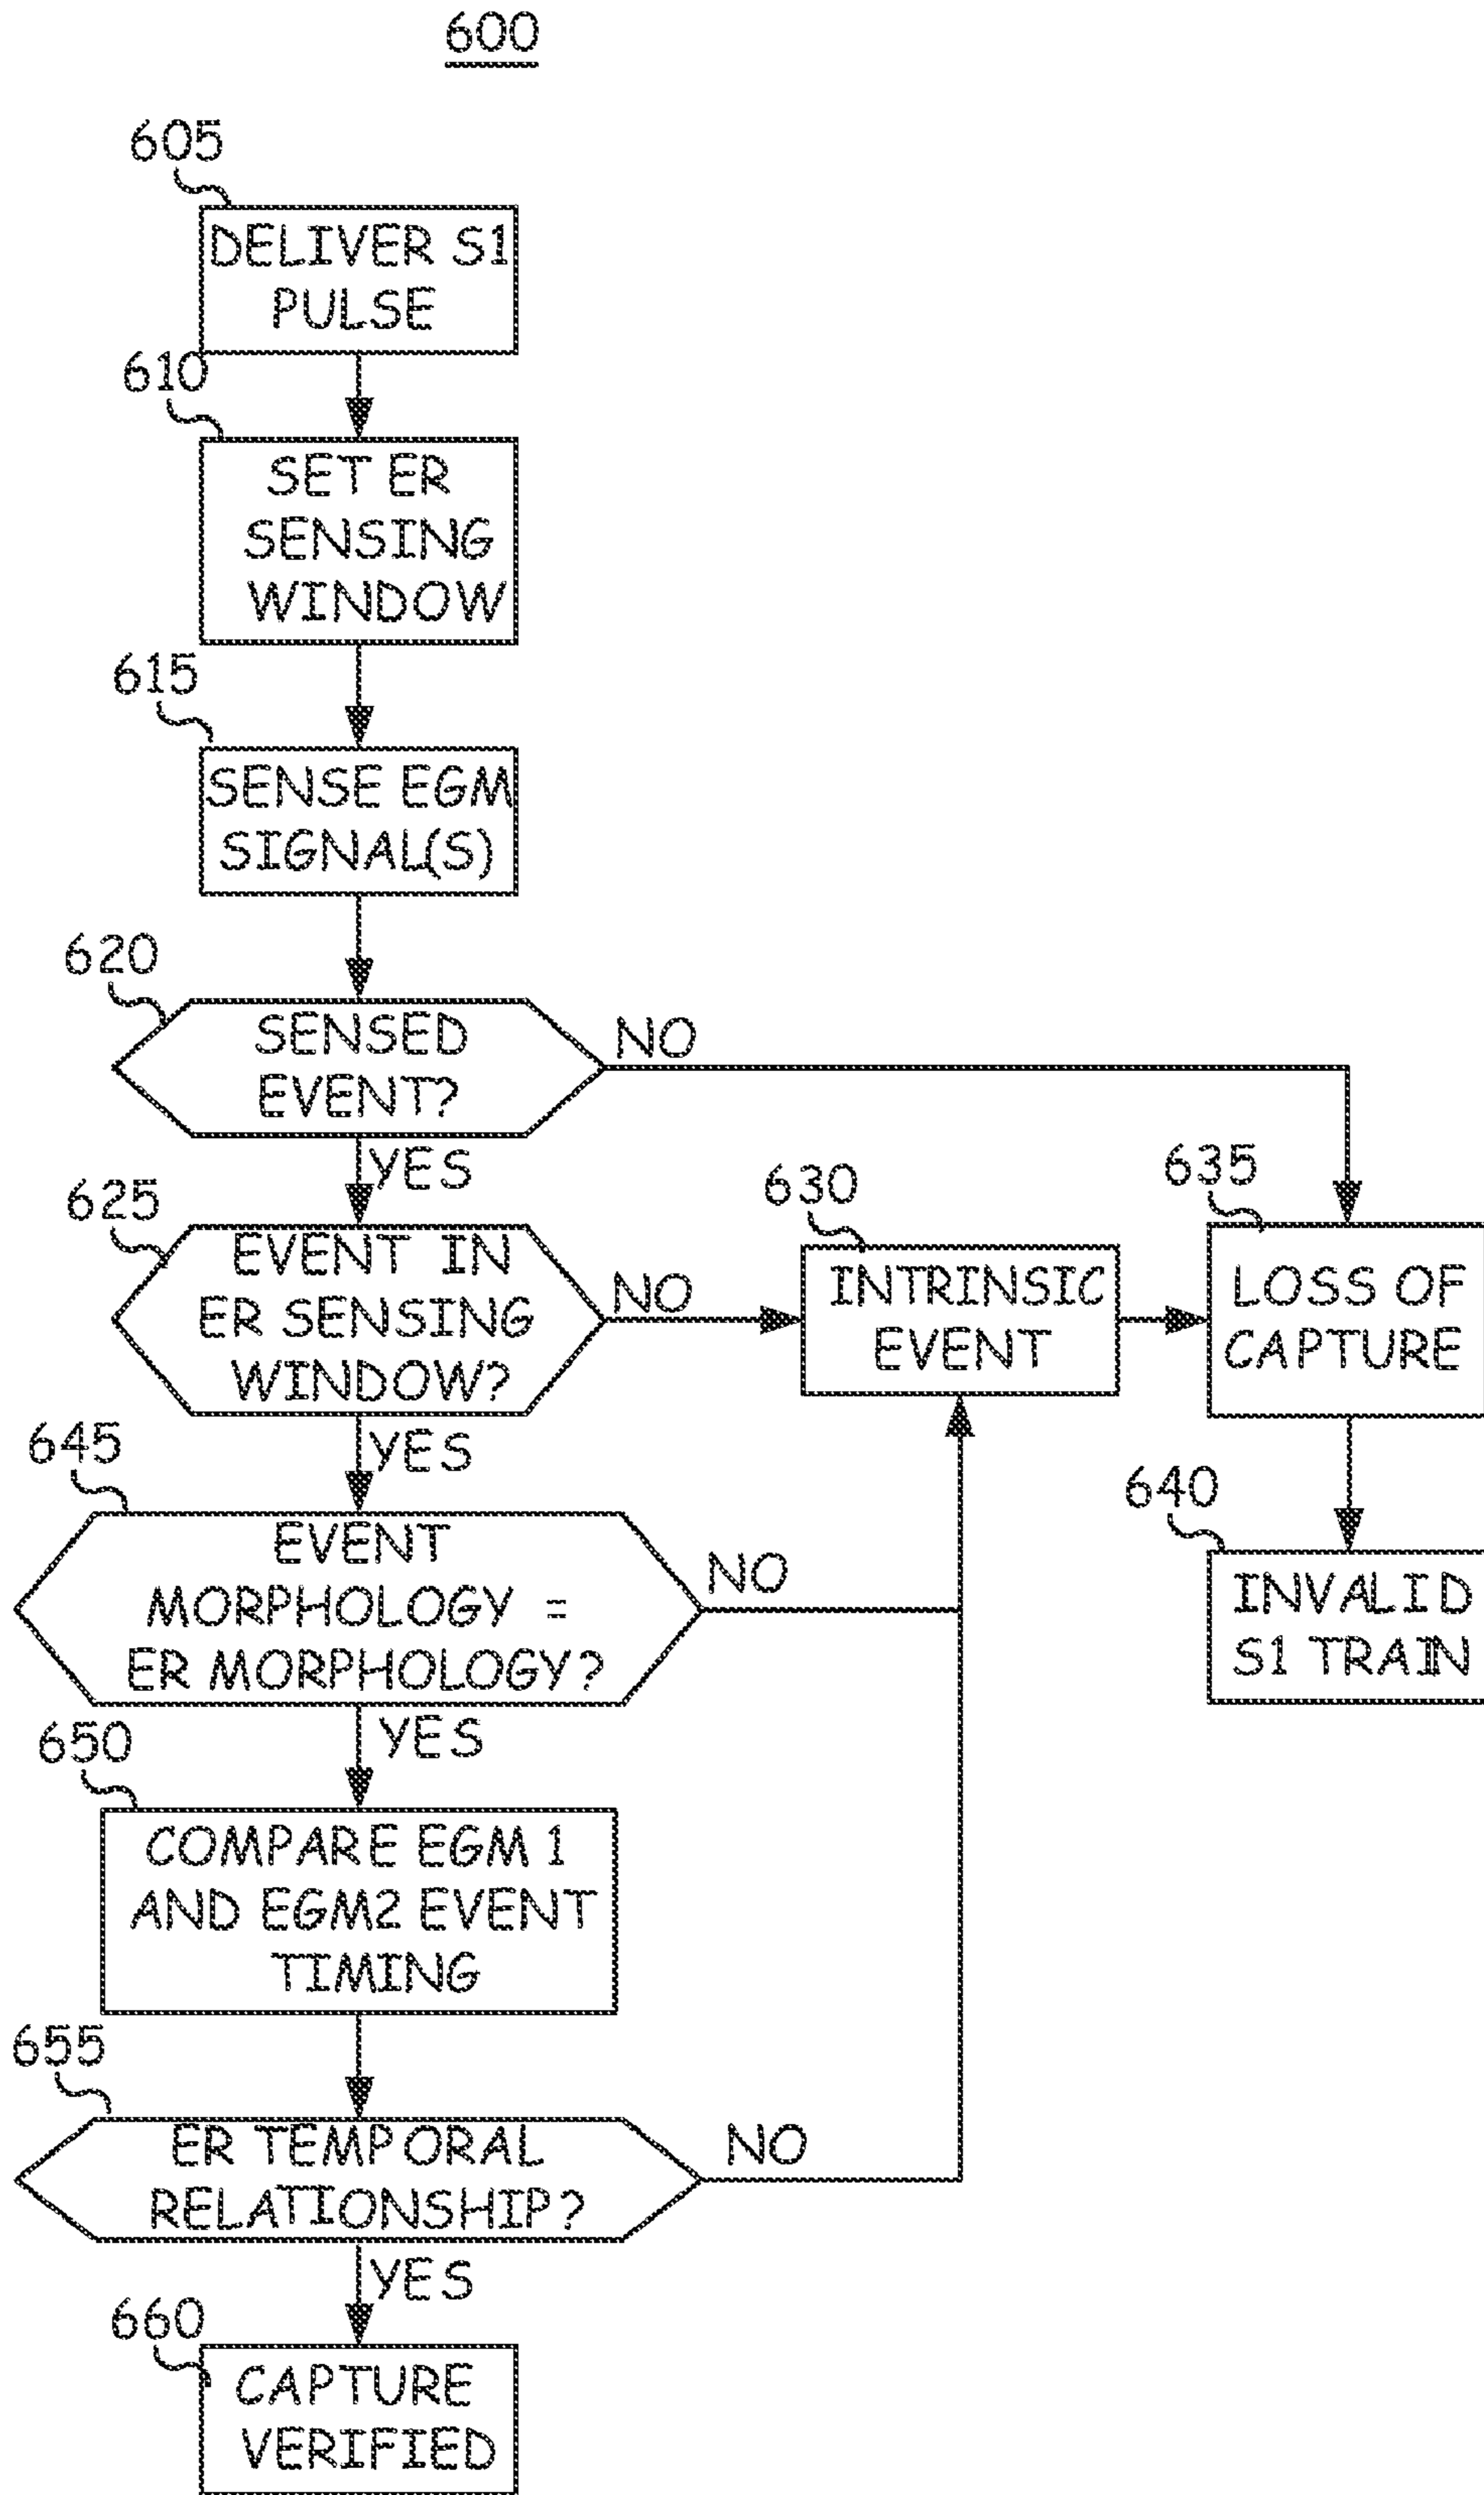 600
605
DELIVER S1
PULSE
610
SET ER
SENSING
WINDOW
615
SENSE EGM
SIGNAL(S)
620
SENSED
EVENT?
NO
YES
625
EVENT IN
ER SENSING
WINDOW?
NO
630
INTRINSIC
EVENT
635
LOSS OF
CAPTURE
YES
645
EVENT
MORPHOLOGY =
ER MORPHOLOGY?
NO
640
INVALID
S1 TRAIN
YES
650
COMPARE EGM 1
AND EGM2 EVENT
TIMING
655
ER TEMPORAL
RELATIONSHIP?
NO
YES
660
CAPTURE
VERIFIED